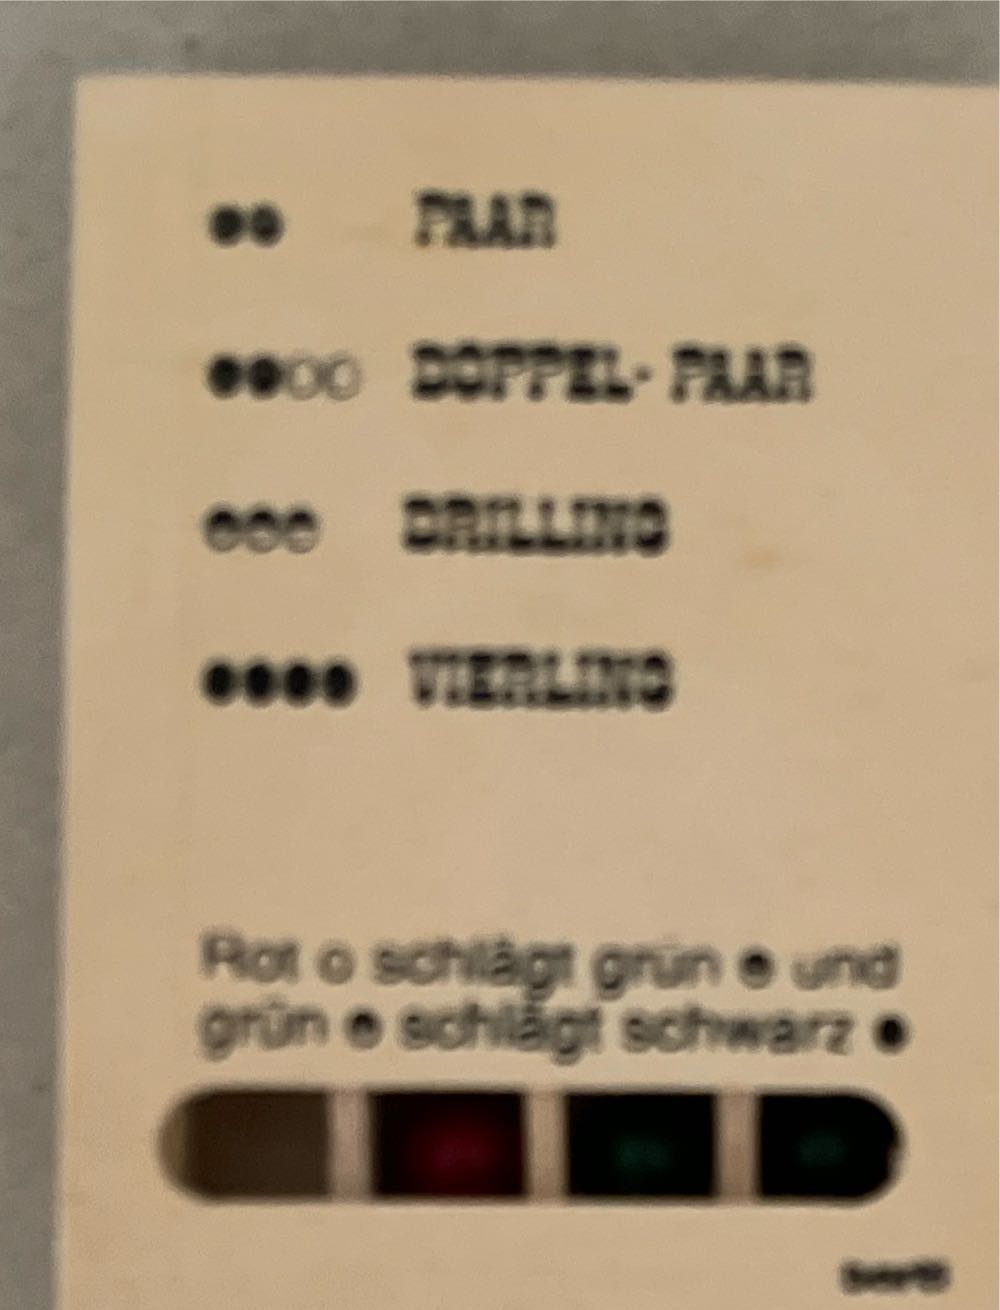 PAAR
DOPPEL- PAAR
DRILLING
VIERLING
Rot o schlägt grün ● und
grün ● schlägt schwarz ●